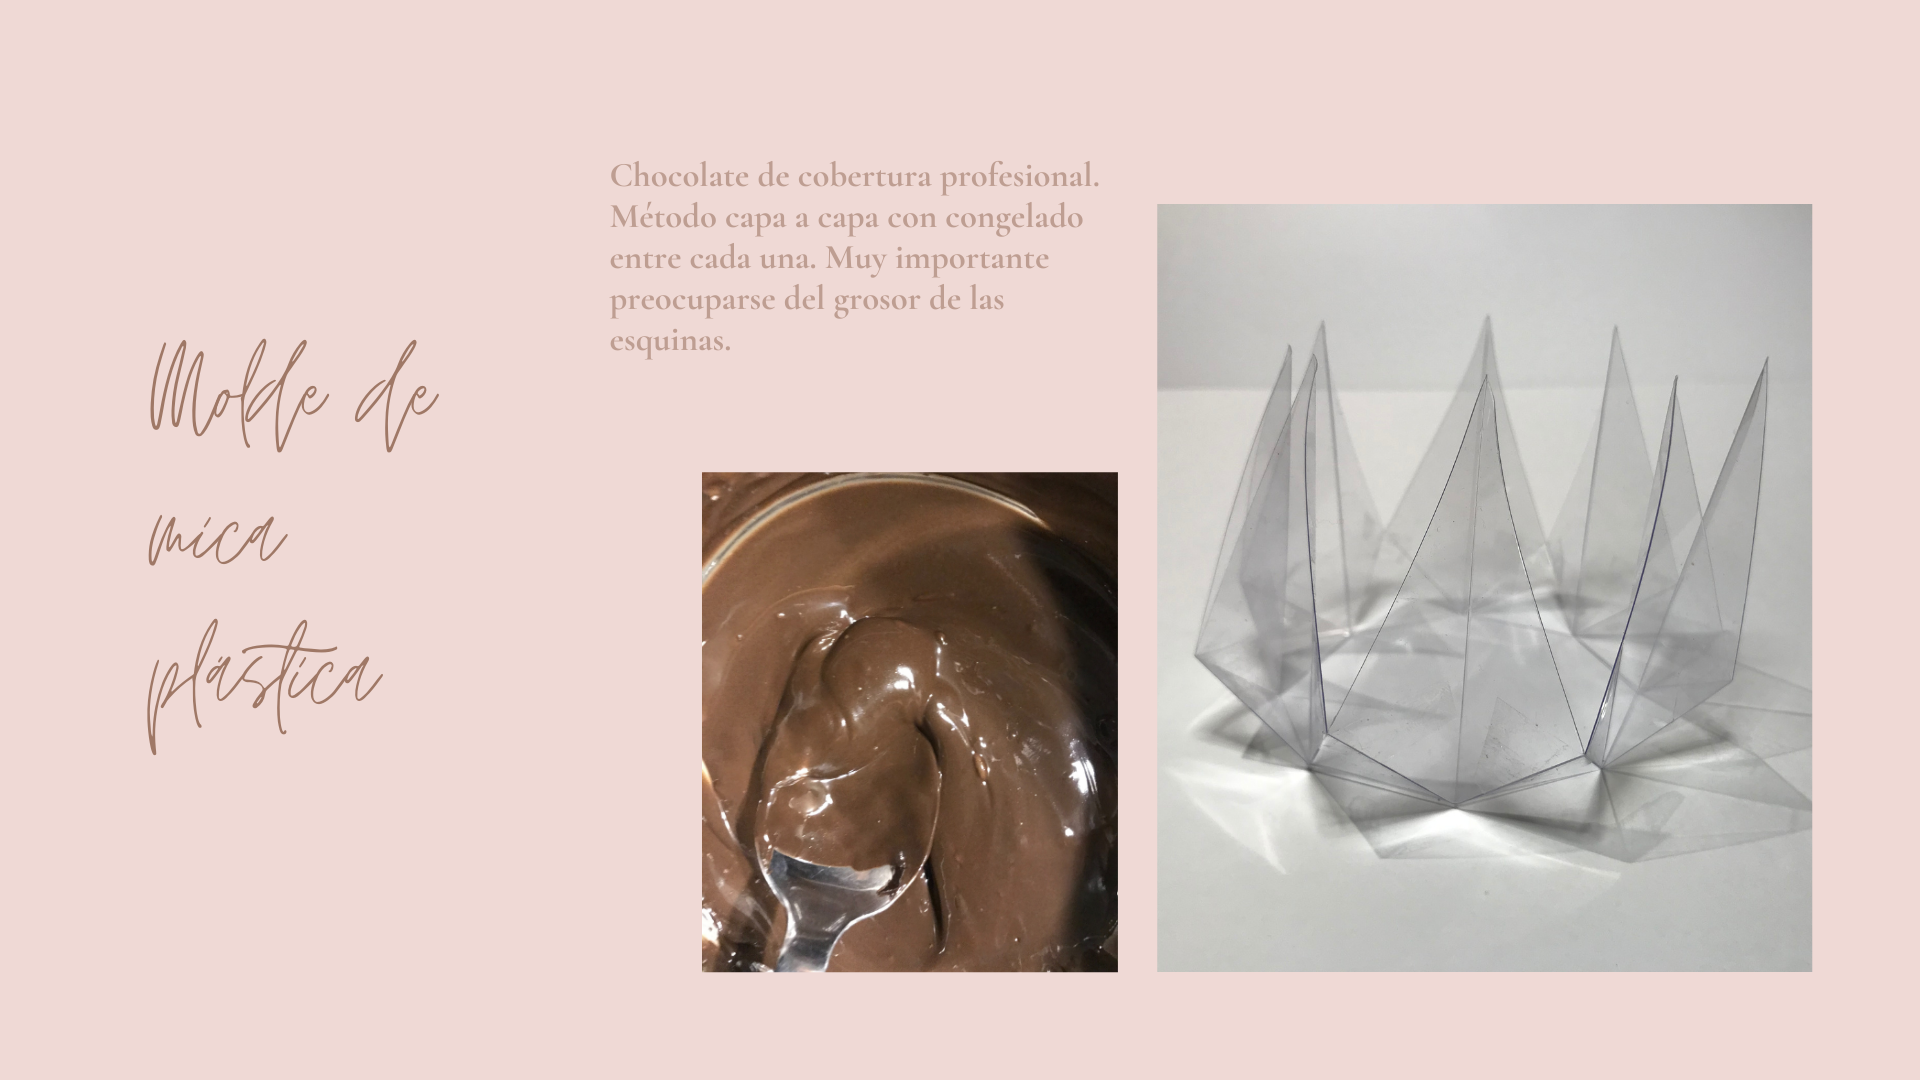 Molde de
mica
plástica
Chocolate de cobertura profesional.
Método capa a capa con congelado
entre cada una. Muy importante
preocuparse del grosor de las
esquinas.